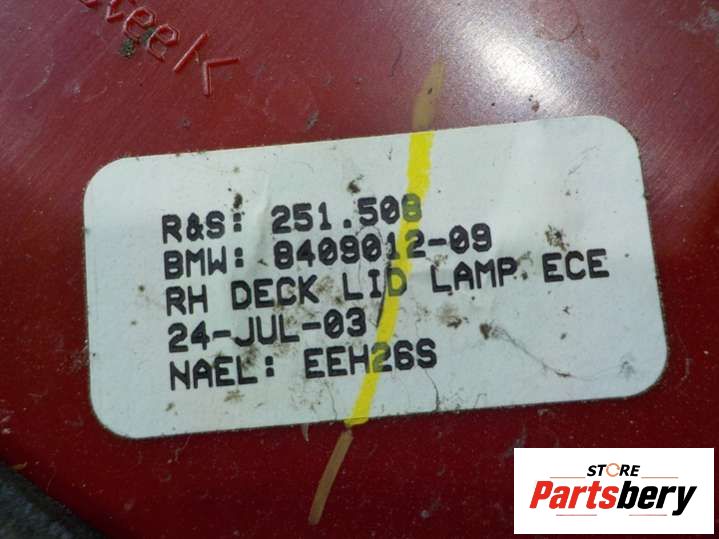 R&S: 251.508
BMW: 8409012-09
RH DECK LID LAMP ECE
24-JUL-03
NAEL: EEH26S
STORE
Partsbery